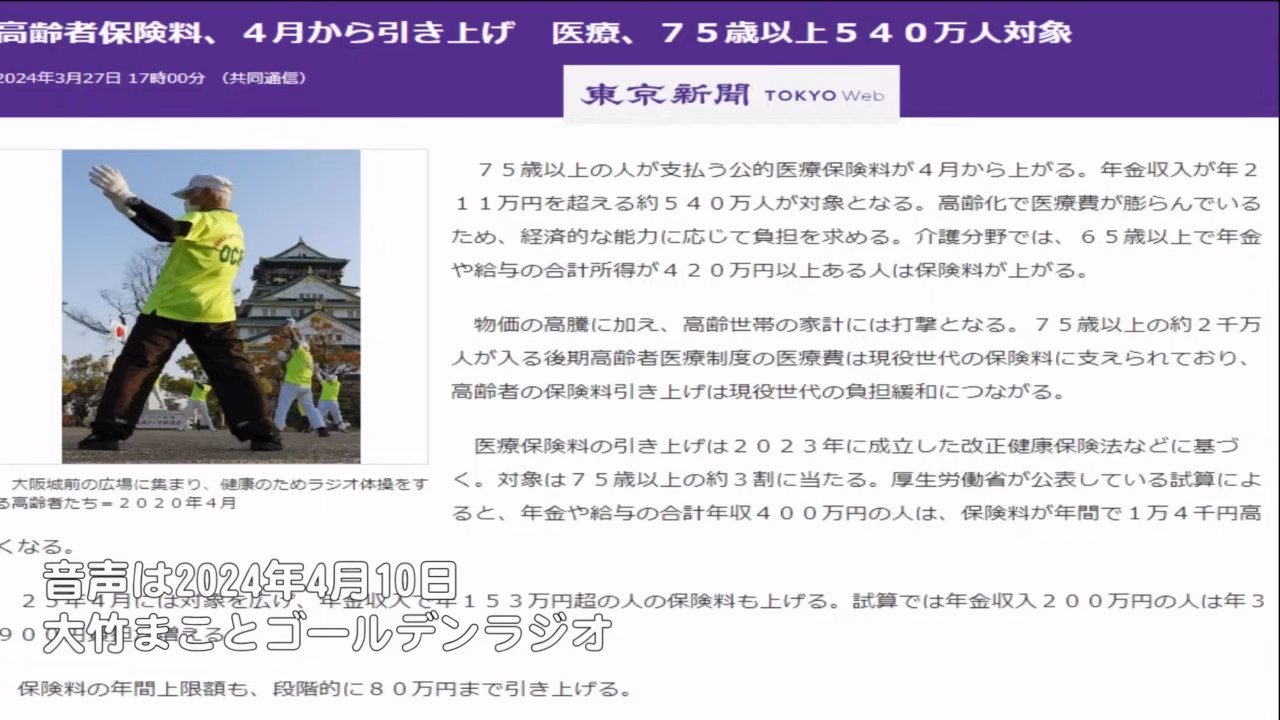 高齢者保険料、４月から引き上げ　医療、７５歳以上５４０万人対象
2024年3月27日 17時00分 （共同通信）
東京新聞 TOKYO Web
７５歳以上の人が支払う公的医療保険料が４月から上がる。年金収入が年２
１１万円を超える約５４０万人が対象となる。高齢化で医療費が膨らんでいる
ため、経済的な能力に応じて負担を求める。介護分野では、６５歳以上で年金
や給与の合計所得が４２０万円以上ある人は保険料が上がる。
物価の高騰に加え、高齢世帯の家計には打撃となる。７５歳以上の約２千万
人が入る後期高齢者医療制度の医療費は現役世代の保険料に支えられており、
高齢者の保険料引き上げは現役世代の負担緩和につながる。
医療保険料の引き上げは２０２３年に成立した改正健康保険法などに基づ
く。対象は７５歳以上の約３割に当たる。厚生労働省が公表している試算によ
ると、年金や給与の合計年収４００万円の人は、保険料が年間で１万４千円高
くなる。
OCP
大阪城前の広場に集まり、健康のためラジオ体操をす
る高齢者たち＝２０２０年４月
音声は2024年4月10日
２５年４月には対象を広げ、年金収入で年１５３万円超の人の保険料も上げる。試算では年金収入２００万円の人は年３
９００円 増える
大竹まことゴールデンラジオ
保険料の年間上限額も、段階的に８０万円まで引き上げる。